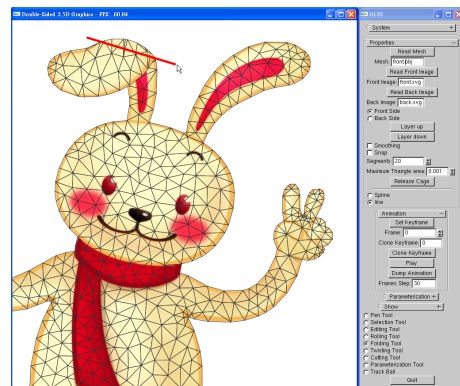 Double-Sided 2.5D Graphics - FPS: 60.04
GLUI
System
Properties
Read Mesh
Mesh: front.obj
Read Front Image
Front Image: front.svg
Read Back Image
Back Image: back.svg
Front Side
Back Side
Layer up
Layer down
Smoothing
Snap
Segments: 20
Maximum Triangle area: 0.001
Release Cage
Spline
line
Animation
Set Keyframe
Frame: 0
Clone Keyframe: 0
Clone Keyframe
Play
Dump Animation
Frames Step: 30
Parameterization
Show
Pen Tool
Selection Tool
Editing Tool
Rolling Tool
Folding Tool
Twisting Tool
Cutting Tool
Parameterization Tool
Track Ball
Quit